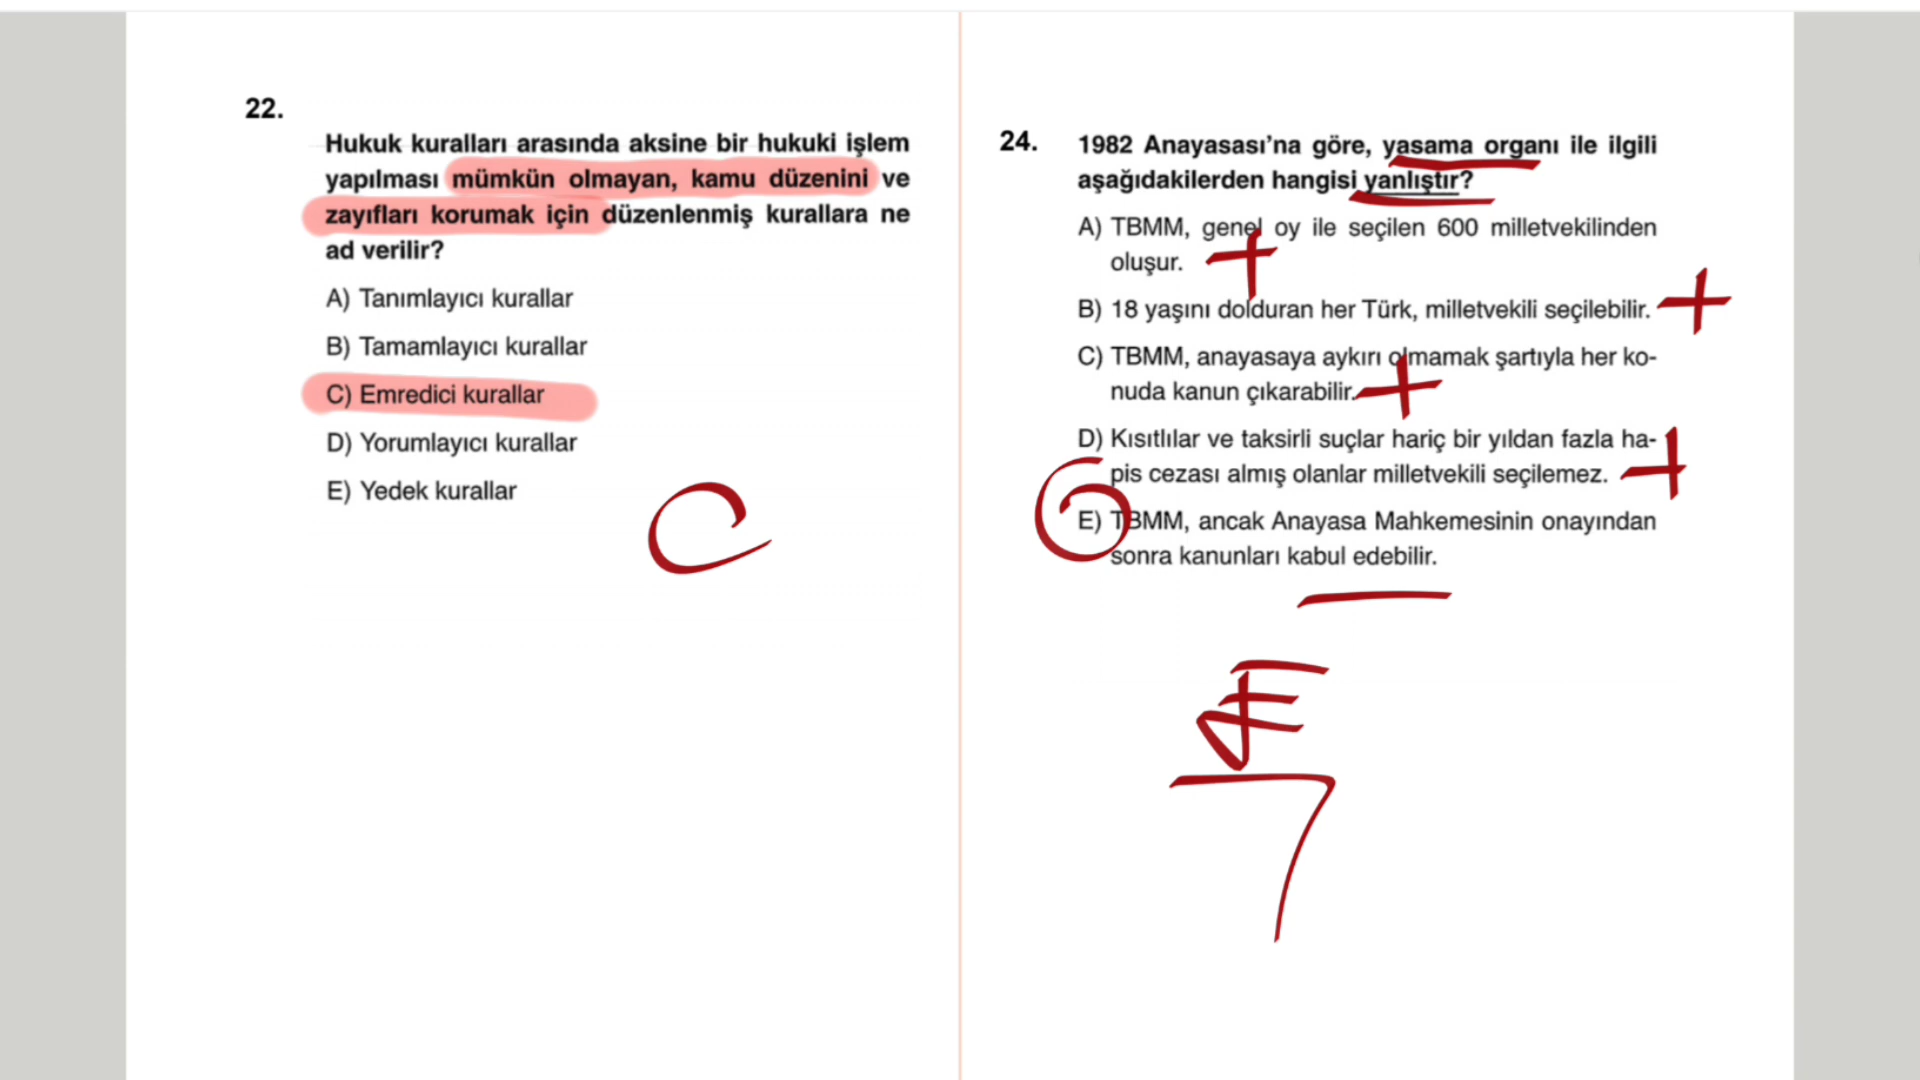 22.
Hukuk kuralları arasında aksine bir hukuki işlem
yapılması mümkün olmayan, kamu düzenini ve
zayıfları korumak için düzenlenmiş kurallara ne
ad verilir?
A) Tanımlayıcı kurallar
B) Tamamlayıcı kurallar
C) Emredici kurallar
D) Yorumlayıcı kurallar
E) Yedek kurallar
C
24.
1982 Anayasası'na göre, yasama organı ile ilgili
aşağıdakilerden hangisi yanlıştır?
A) TBMM, genel oy ile seçilen 600 milletvekilinden
oluşur. +
B) 18 yaşını dolduran her Türk, milletvekili seçilebilir. +
C) TBMM, anayasaya aykırı olmamak şartıyla her ko-
nuda kanun çıkarabilir. +
D) Kısıtlılar ve taksirli suçlar hariç bir yıldan fazla ha-
pis cezası almış olanlar milletvekili seçilemez. +
E) TBMM, ancak Anayasa Mahkemesinin onayından
sonra kanunları kabul edebilir.
E
7